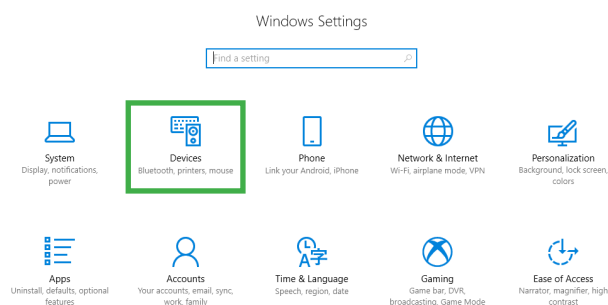 Windows Settings
Find a setting
System
Display, notifications,
power
Devices
Bluetooth, printers, mouse
Phone
Link your Android, iPhone
Network & Internet
Wi-Fi, airplane mode, VPN
Personalization
Background, lock screen,
colors
Apps
Uninstall, defaults, optional
features
Accounts
Your accounts, email, sync,
work, family
Time & Language
Speech, region, date
Gaming
Game bar, DVR,
broadcasting, Game Mode
Ease of Access
Narrator, magnifier, high
contrast